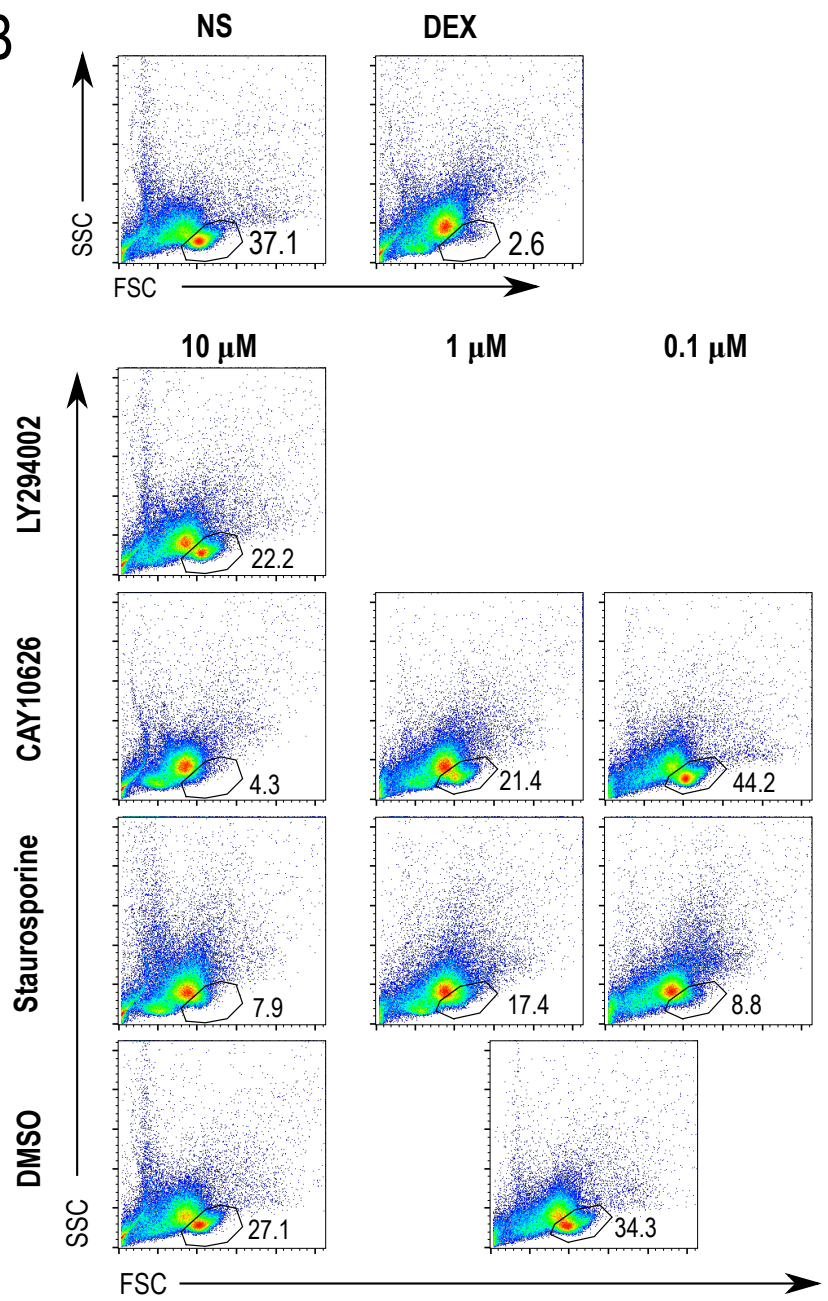 B
NS DEX
SSC
37.1 2.6
FSC
10 μM 1 μM 0.1 μM
LY294002
22.2
CAY10626
4.3 21.4 44.2
Staurosporine
7.9 17.4 8.8
DMSO
SSC
27.1 34.3
FSC